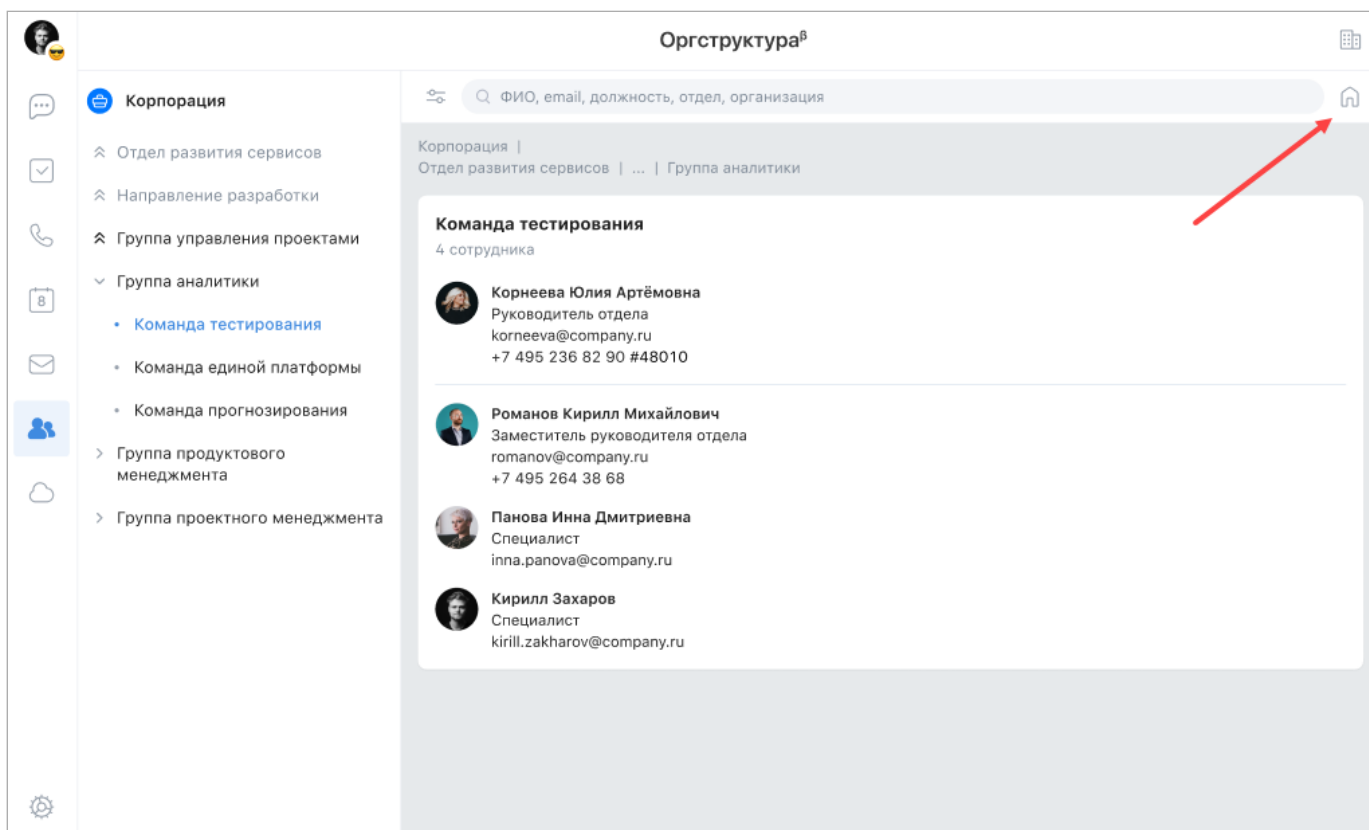 Оргструктураᵝ
Корпорация
ФИО, email, должность, отдел, организация
Отдел развития сервисов
Направление разработки
Группа управления проектами
Группа аналитики
8
Команда тестирования
Команда единой платформы
Команда прогнозирования
Группа продуктового
менеджмента
Группа проектного менеджмента
Корпорация |
Отдел развития сервисов | ... | Группа аналитики
Команда тестирования
4 сотрудника
Корнеева Юлия Артёмовна
Руководитель отдела
korneeva@company.ru
+7 495 236 82 90 #48010
Романов Кирилл Михайлович
Заместитель руководителя отдела
romanov@company.ru
+7 495 264 38 68
Панова Инна Дмитриевна
Специалист
inna.panova@company.ru
Кирилл Захаров
Специалист
kirill.zakharov@company.ru